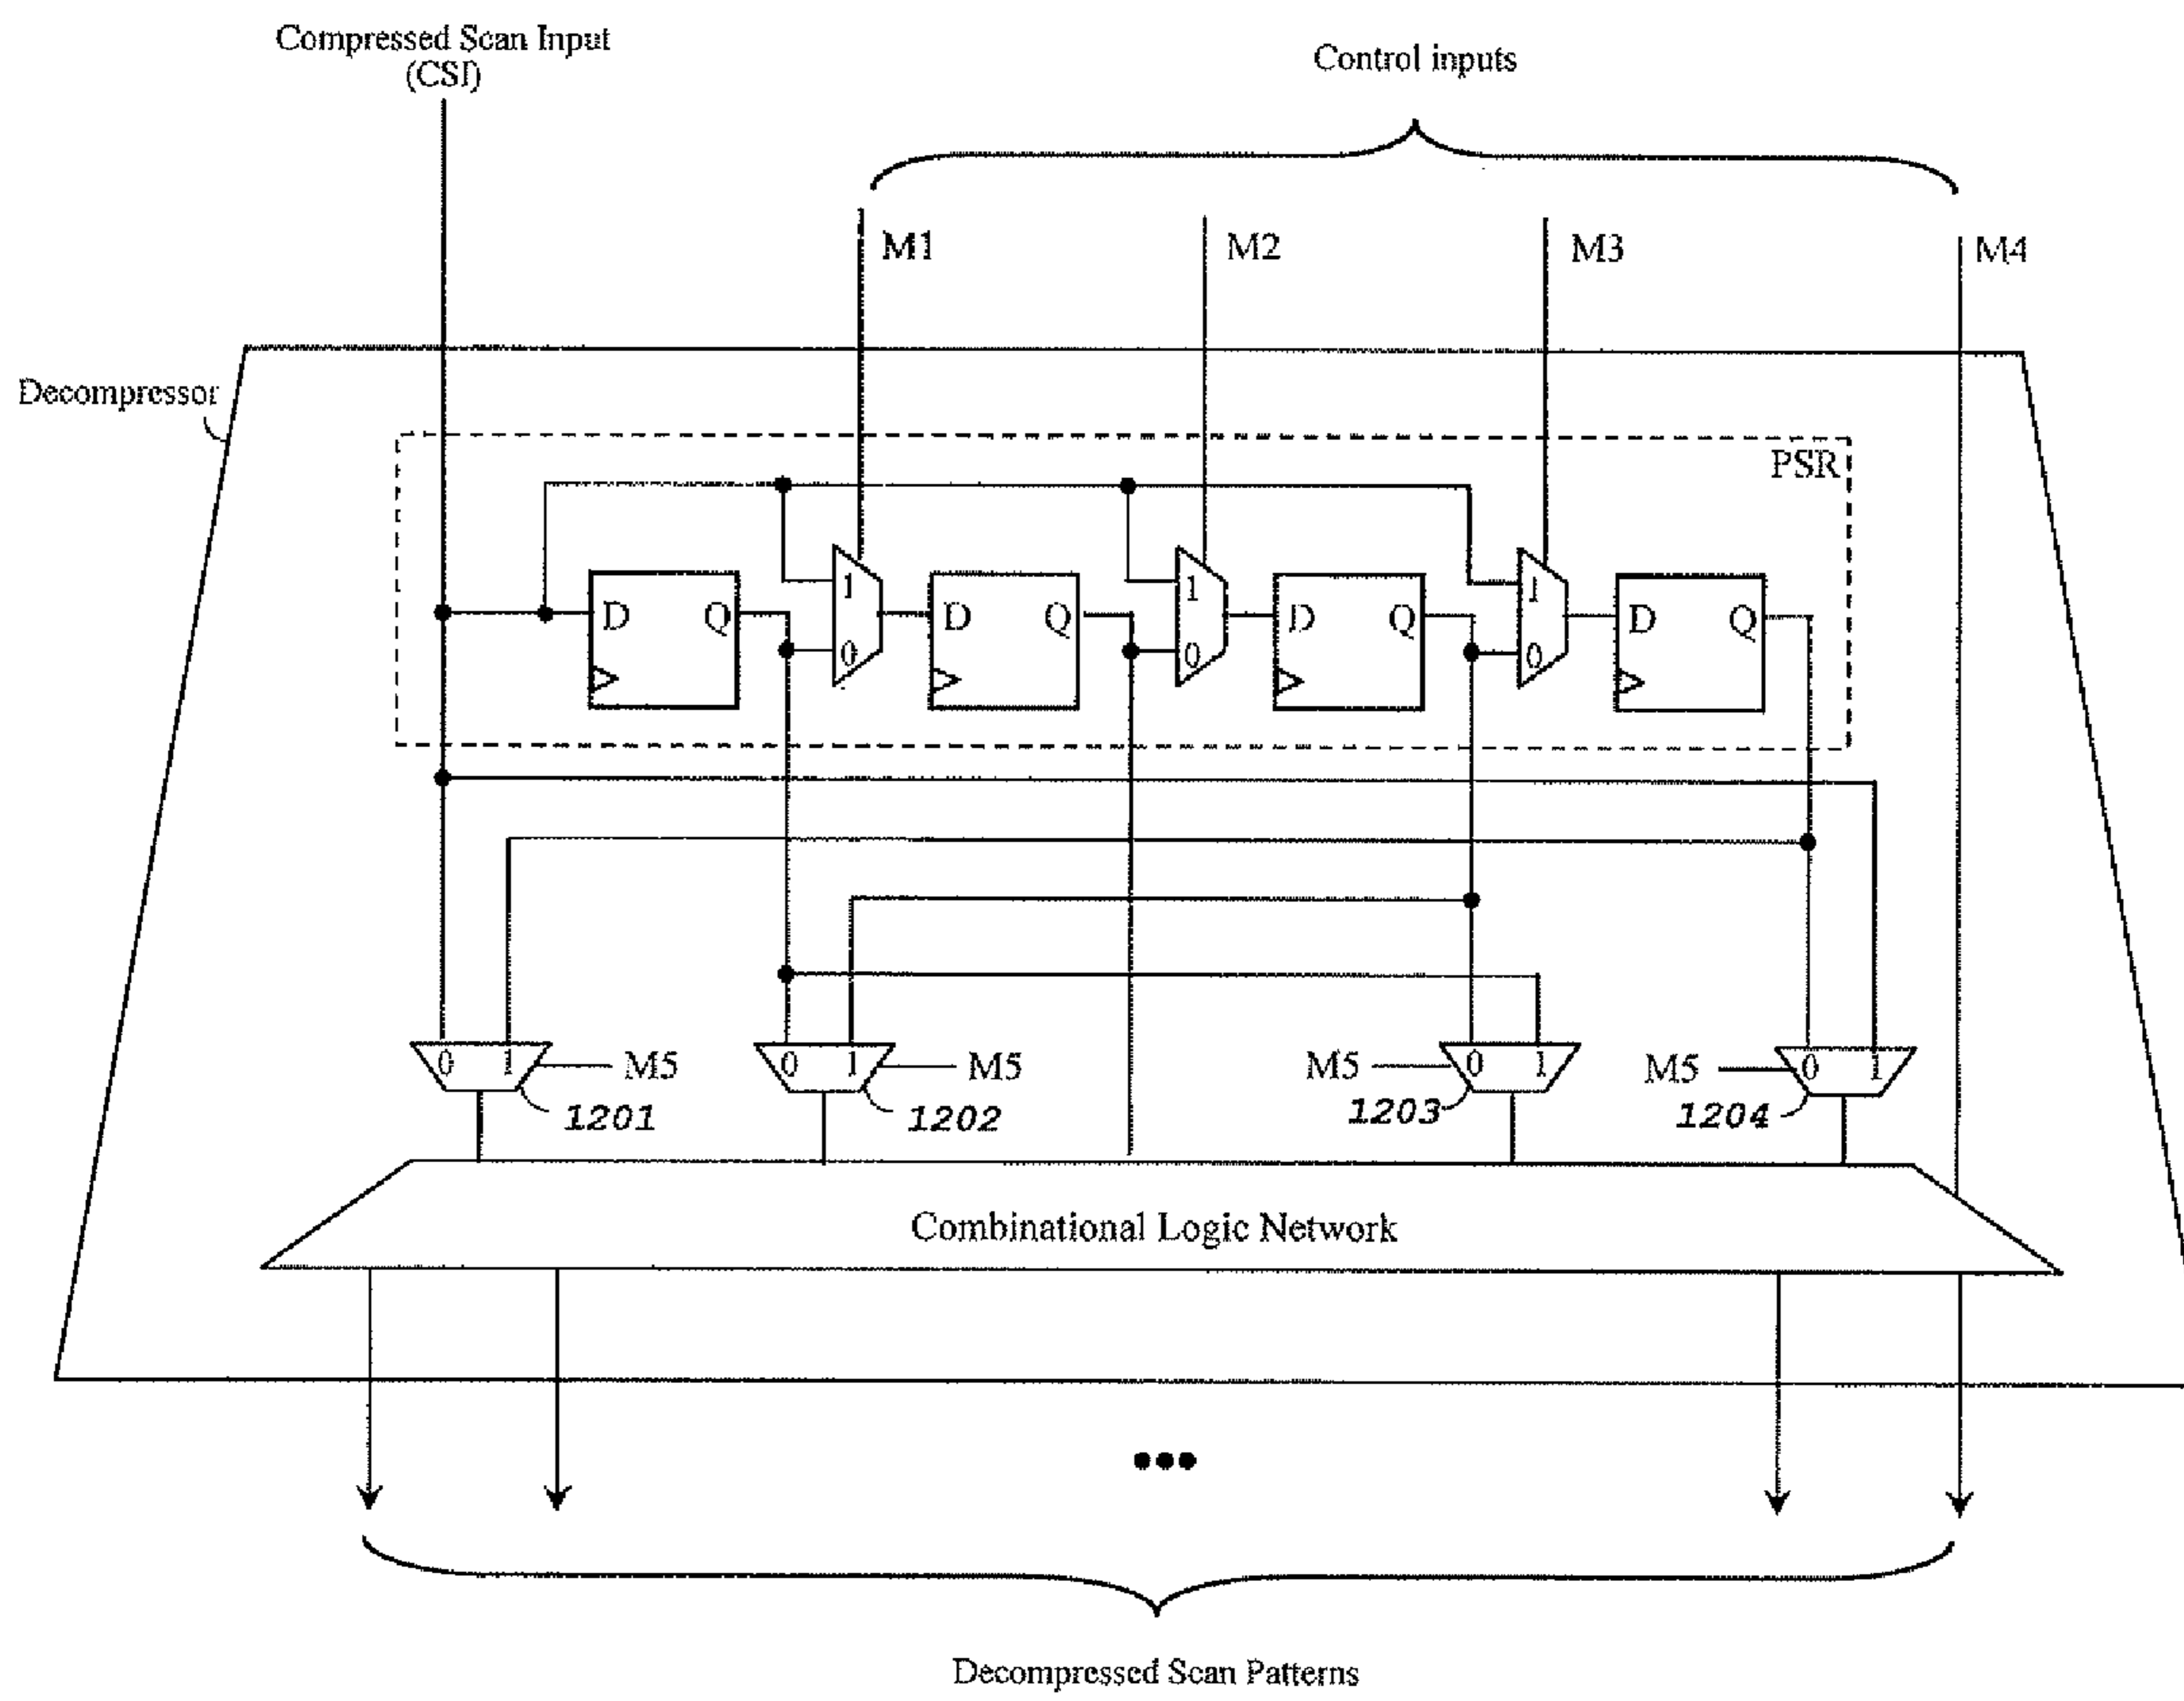 Compressed Scan Input
(CSI)
Control inputs
M1
M2
M3
M4
Decompressor
PSR
1
1
1
D Q
D Q
D Q
D Q
0
0
0
0 1
M5
0 1
M5
M5
0 1
M5
0 1
1201
1202
1203
1204
Combinational Logic Network
Decompressed Scan Patterns